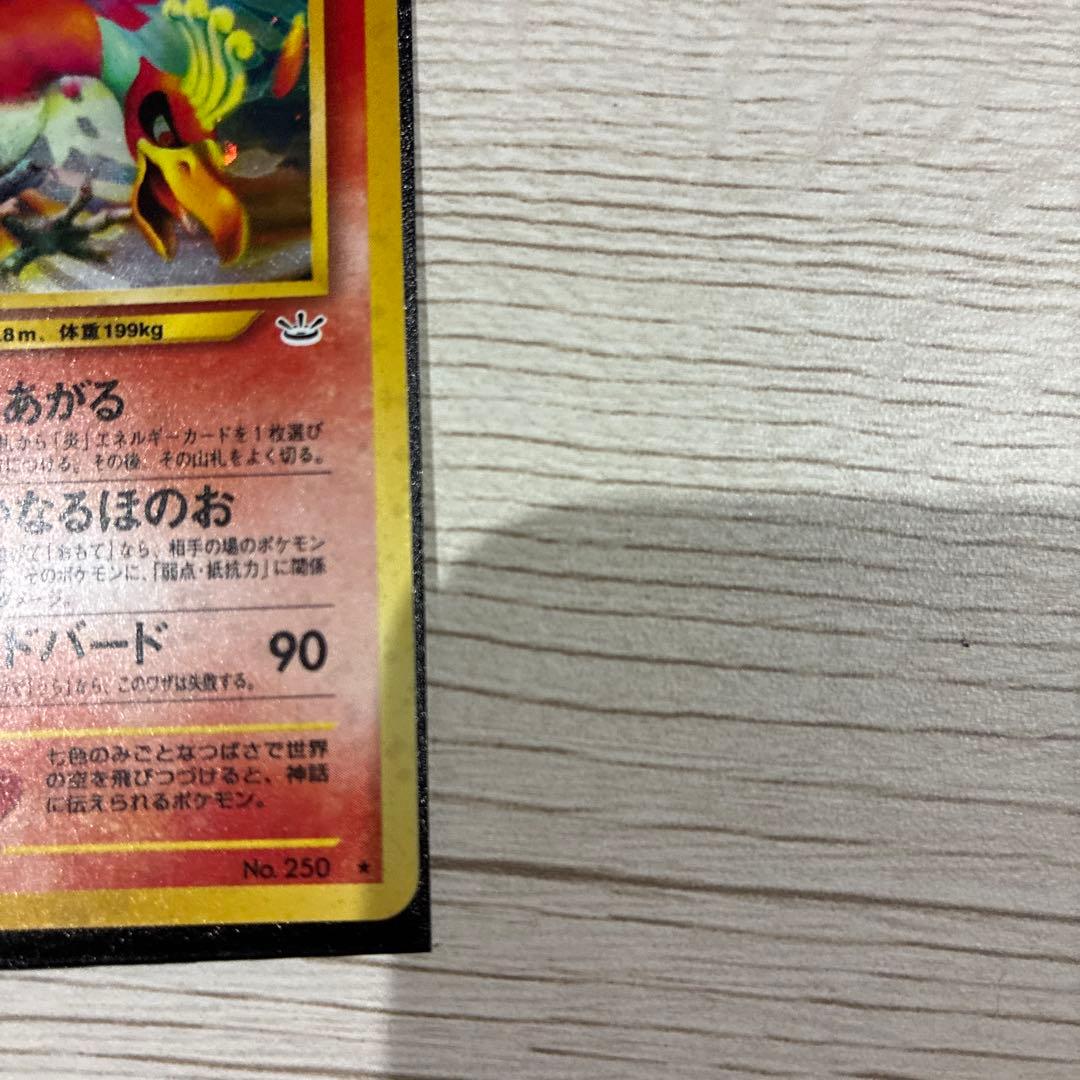 .8m、体重199kg
あがる
札から「炎」エネルギーカードを1枚選び
につける。その後、その山札をよく切る。
なるほのお
て「おもて」なら、相手の場のポケモン
そのポケモンに、「弱点・抵抗力」に関係
メージ。
ドバード 90
なら、このワザは失敗する。
七色のみごとなつばさで世界
の空を飛びつづけると、神話
に伝えられるポケモン。
No. 250 ★